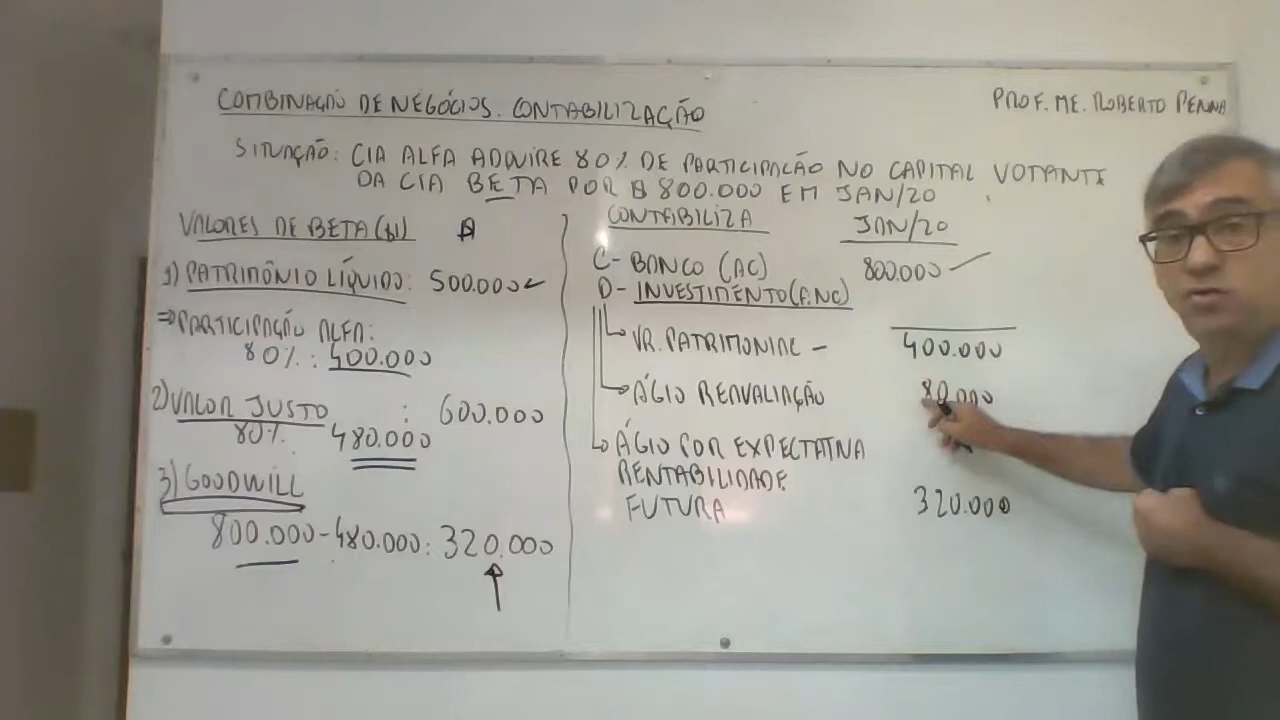 COMBINAÇÃO DE NEGÓCIOS. CONTABILIZAÇÃO
PROF. ME. ROBERTO PENNA
SITUAÇÃO: CIA ALFA ADQUIRE 80% DE PARTICIPAÇÃO NO CAPITAL VOTANTE
DA CIA BETA POR $ 800.000 EM JAN/20
VALORES DE BETA (bl) $
1) PATRIMÔNIO LÍQUIDO: 500.000
⇒ PARTICIPAÇÃO ALFA:
80%: 400.000
2) VALOR JUSTO : 600.000
80% 480.000
3) GOODWILL
800.000 - 480.000: 320.000
CONTABILIZA JAN/20
C - BANCO (AC) 800.000
D - INVESTIMENTO (ANC)
VR. PATRIMONIAL - 400.000
ÁGIO REAVALIAÇÃO 80.000
ÁGIO POR EXPECTATIVA
RENTABILIDADE
FUTURA 320.000